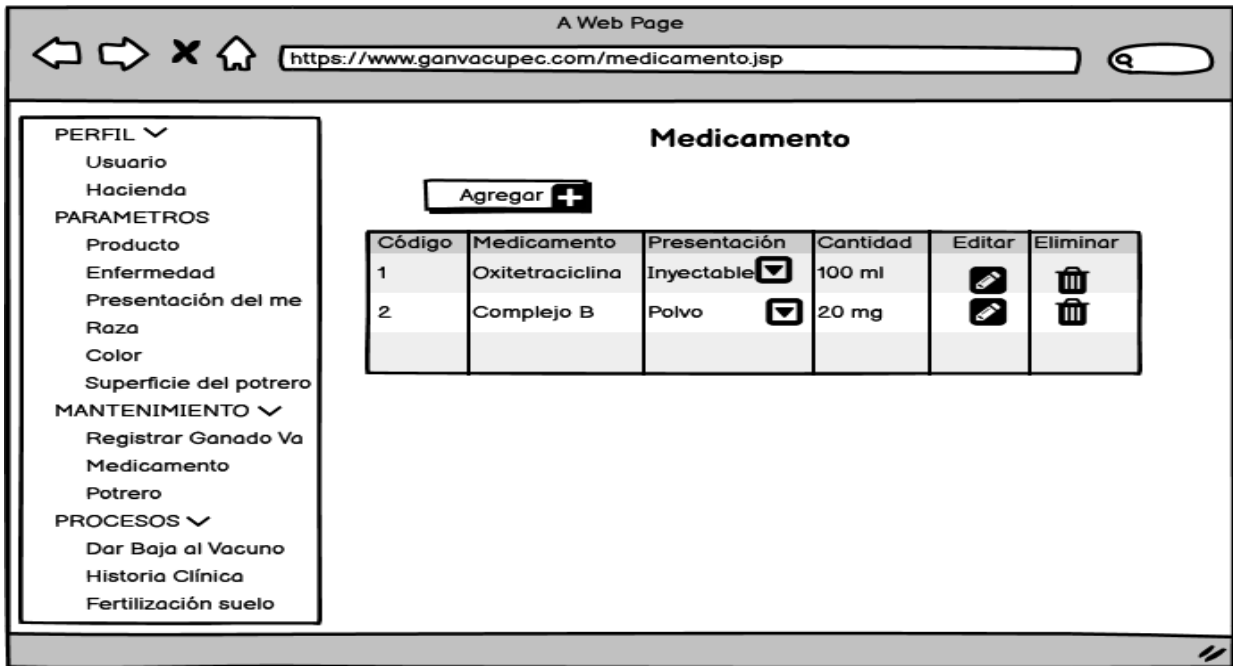 A Web Page
https://www.ganvacupec.com/medicamento.jsp
PERFIL
Usuario
Hacienda
PARAMETROS
Producto
Enfermedad
Presentación del me
Raza
Color
Superficie del potrero
MANTENIMIENTO
Registrar Ganado Va
Medicamento
Potrero
PROCESOS
Dar Baja al Vacuno
Historia Clínica
Fertilización suelo
Medicamento
Agregar
Código Medicamento Presentación Cantidad Editar Eliminar
1 Oxitetraciclina Inyectable 100 ml
2 Complejo B Polvo 20 mg